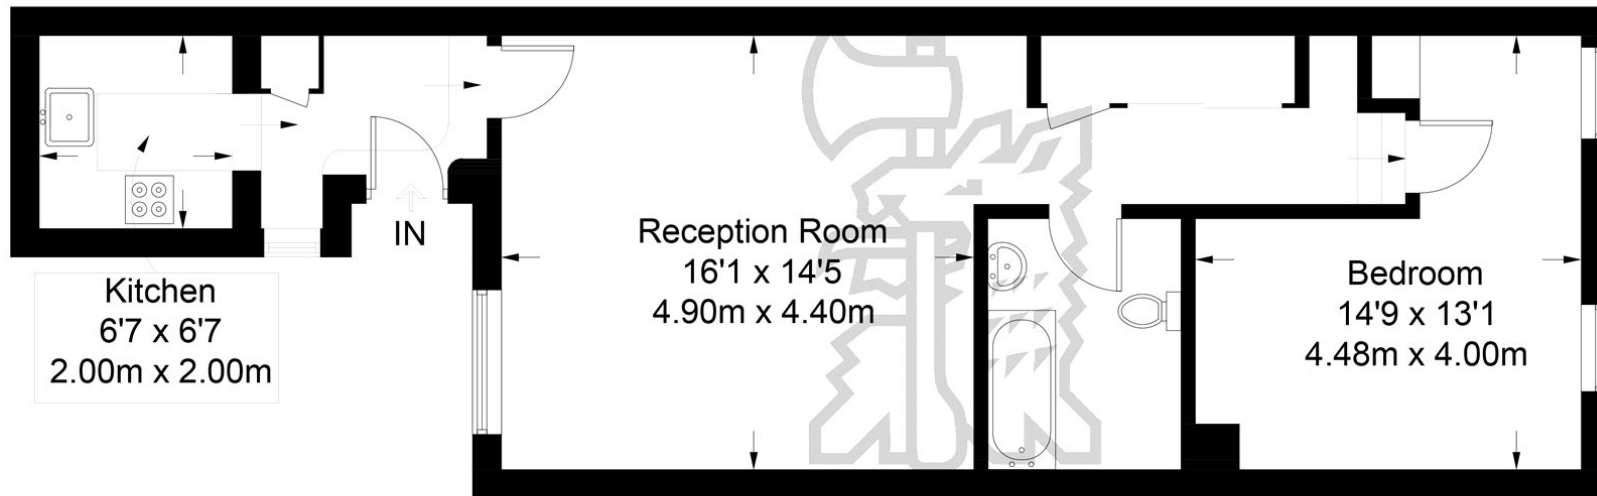 IN
Kitchen
6'7 x 6'7
2.00m x 2.00m
Reception Room
16'1 x 14'5
4.90m x 4.40m
Bedroom
14'9 x 13'1
4.48m x 4.00m